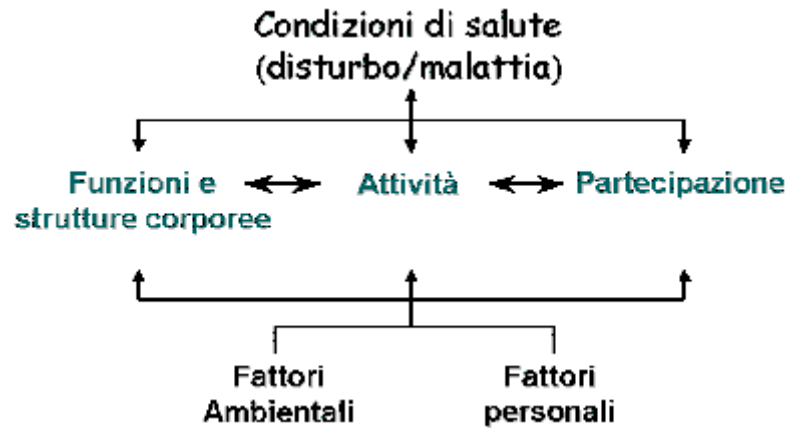 Condizioni di salute
(disturbo/malattia)
Funzioni e
strutture corporee
Attività
Partecipazione
Fattori
Ambientali
Fattori
personali